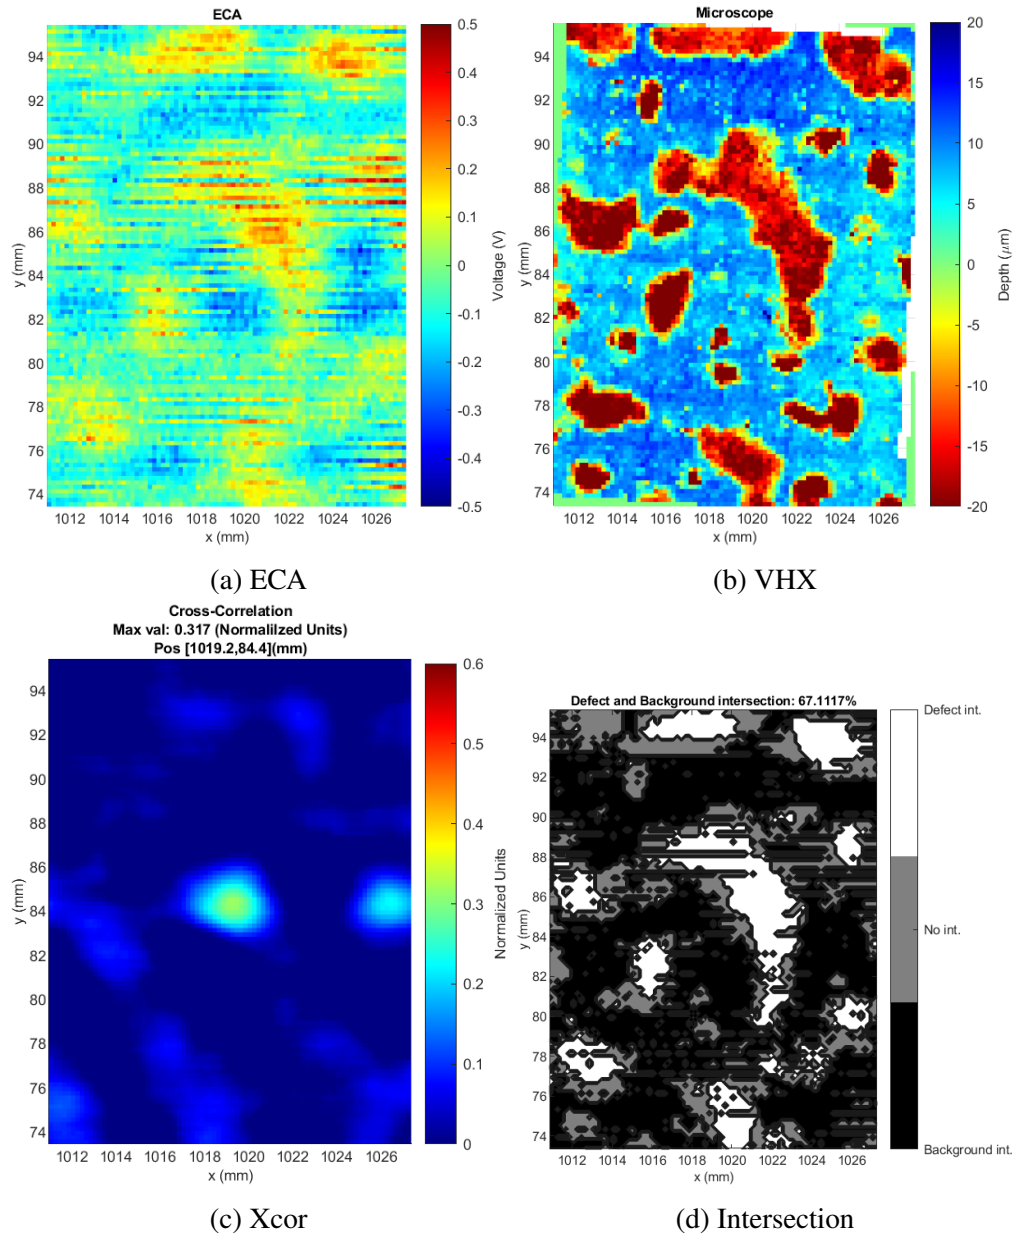 ECA
94
92
90
88
86
84
82
80
78
76
74
y (mm)
1012 1014 1016 1018 1020 1022 1024 1026
x (mm)
0.5
0.4
0.3
0.2
0.1
0
-0.1
-0.2
-0.3
-0.4
-0.5
Voltage (V)
Microscope
94
92
90
88
86
84
82
80
78
76
74
y (mm)
1012 1014 1016 1018 1020 1022 1024 1026
x (mm)
20
15
10
5
0
-5
-10
-15
-20
Depth (μm)
(a) ECA
(b) VHX
Cross-Correlation
Max val: 0.317 (Normalilzed Units)
Pos [1019.2,84.4](mm)
94
92
90
88
86
84
82
80
78
76
74
y (mm)
1012 1014 1016 1018 1020 1022 1024 1026
x (mm)
0.6
0.5
0.4
0.3
0.2
0.1
0
Normalized Units
Defect and Background intersection: 67.1117%
94
92
90
88
86
84
82
80
78
76
74
y (mm)
1012 1014 1016 1018 1020 1022 1024 1026
x (mm)
Defect int.
No int.
Background int.
(c) Xcor
(d) Intersection